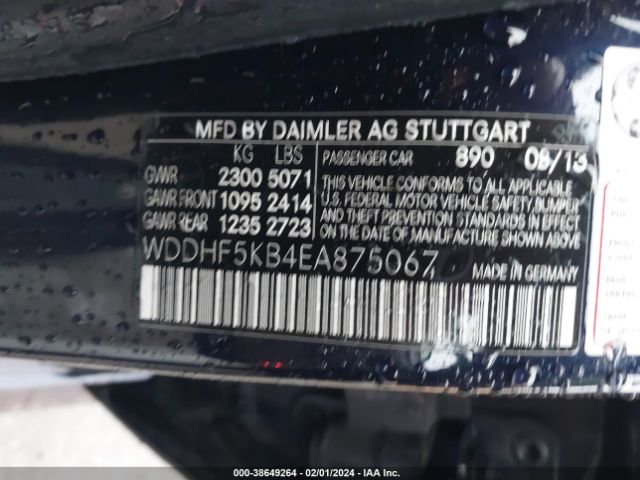 MFD BY DAIMLER AG STUTTGART
KG LBS
GVWR 2300 5071
GAWR FRONT 1095 2414
GAWR REAR 1235 2723
PASSENGER CAR 890 08/13
THIS VEHICLE CONFORMS TO ALL APPLICABLE
U.S. FEDERAL MOTOR VEHICLE SAFETY, BUMPER
AND THEFT PREVENTION STANDARDS IN EFFECT
ON THE DATE OF MANUFACTURE SHOWN ABOVE.
WDDHF5KB4EA875067
MADE IN GERMANY
000-38649264 - 02/01/2024 - IAA Inc.